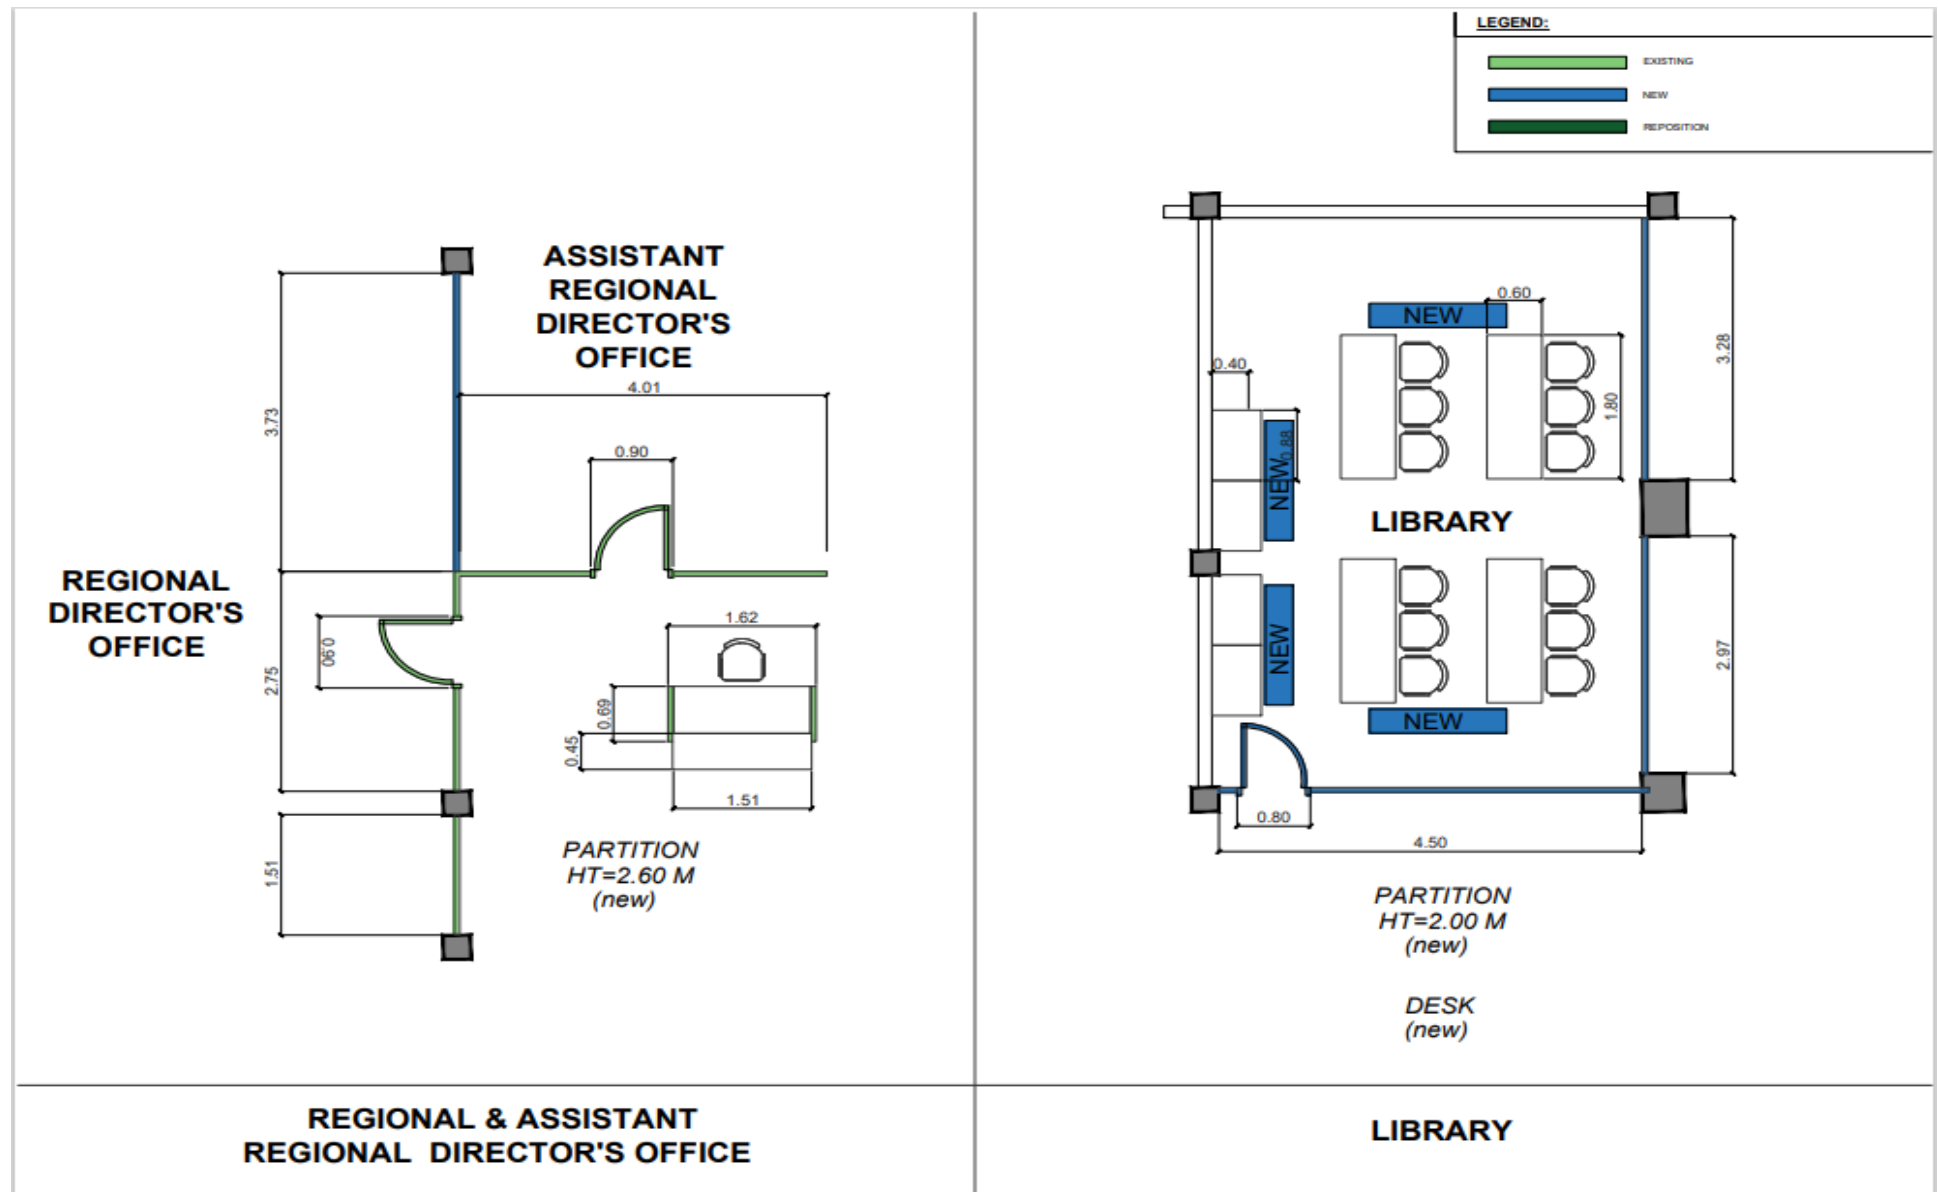 LEGEND:
EXISTING
NEW
REPOSITION
ASSISTANT
REGIONAL
DIRECTOR'S
OFFICE
4.01
3.73
0.90
REGIONAL
DIRECTOR'S
OFFICE
0.90
2.75
1.62
0.69
0.45
1.51
1.51
PARTITION
HT=2.60 M
(new)
REGIONAL & ASSISTANT
REGIONAL DIRECTOR'S OFFICE
0.60
NEW
3.28
0.40
1.80
0.88
NEW
LIBRARY
NEW
2.97
NEW
0.80
4.50
PARTITION
HT=2.00 M
(new)
DESK
(new)
LIBRARY